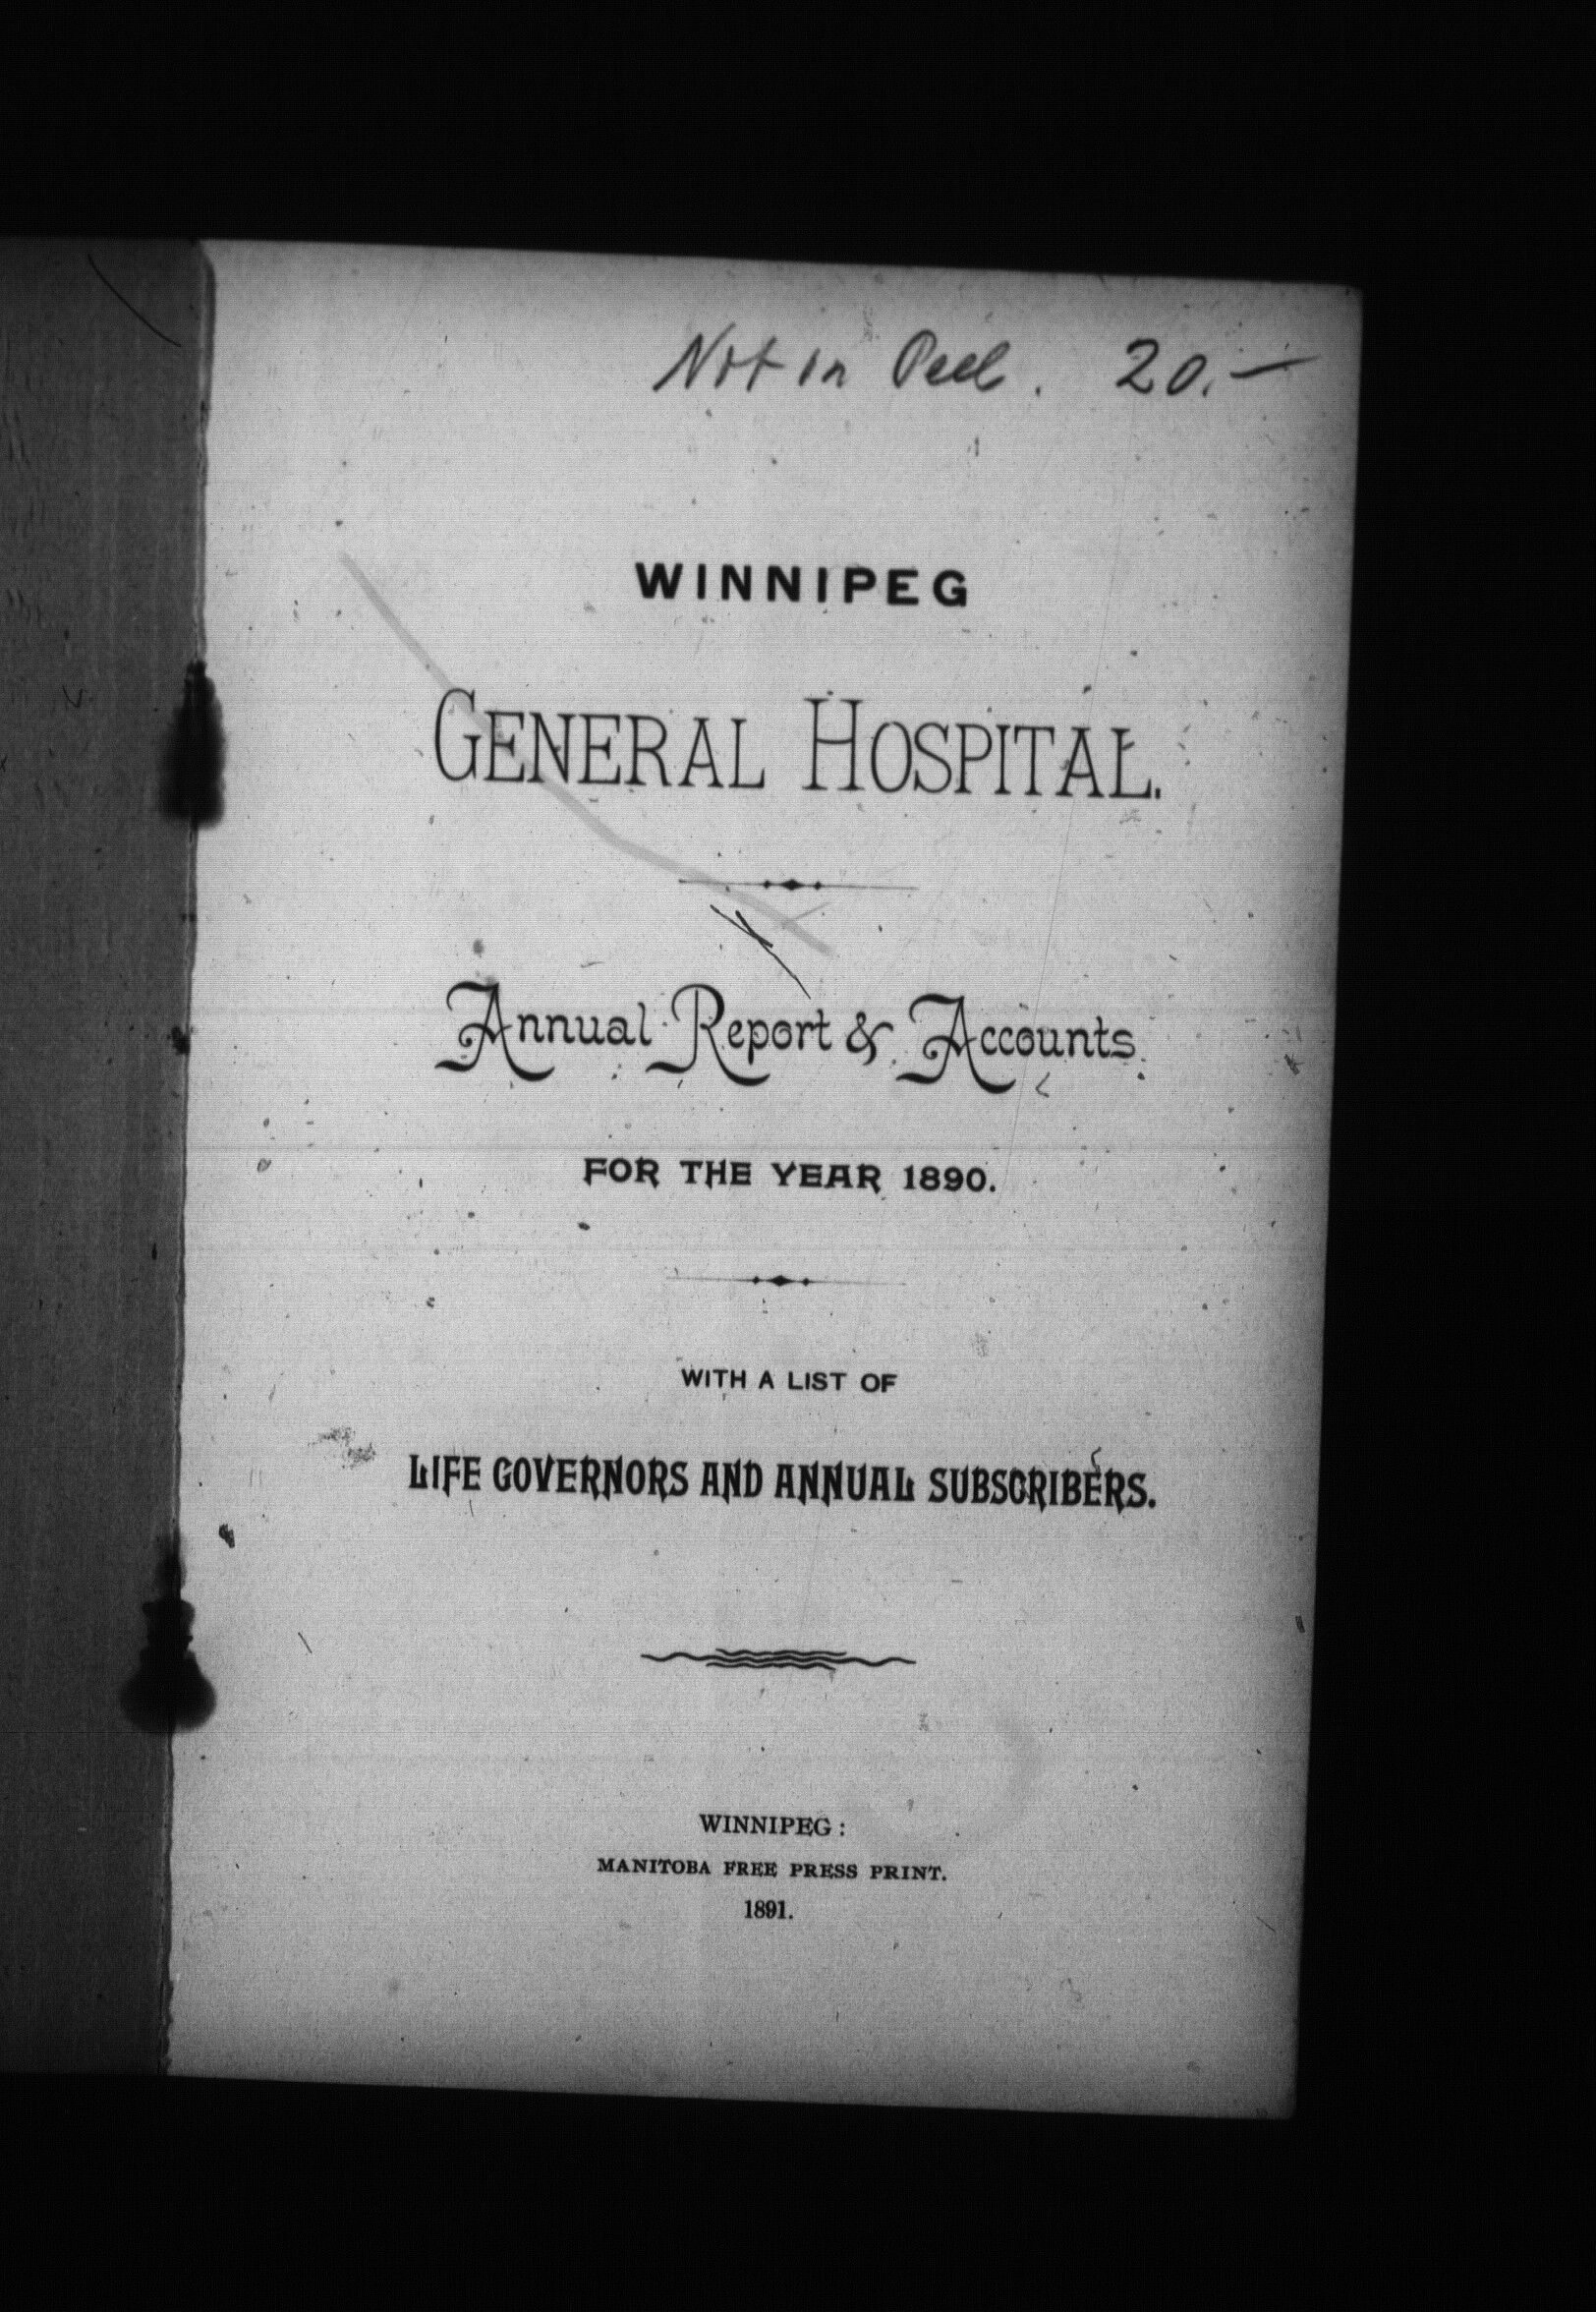 Not in Peel. 20.—
WINNIPEG
GENERAL HOSPITAL.
Annual Report & Accounts
FOR THE YEAR 1890.
WITH A LIST OF
LIFE GOVERNORS AND ANNUAL SUBSCRIBERS.
WINNIPEG:
MANITOBA FREE PRESS PRINT.
1891.